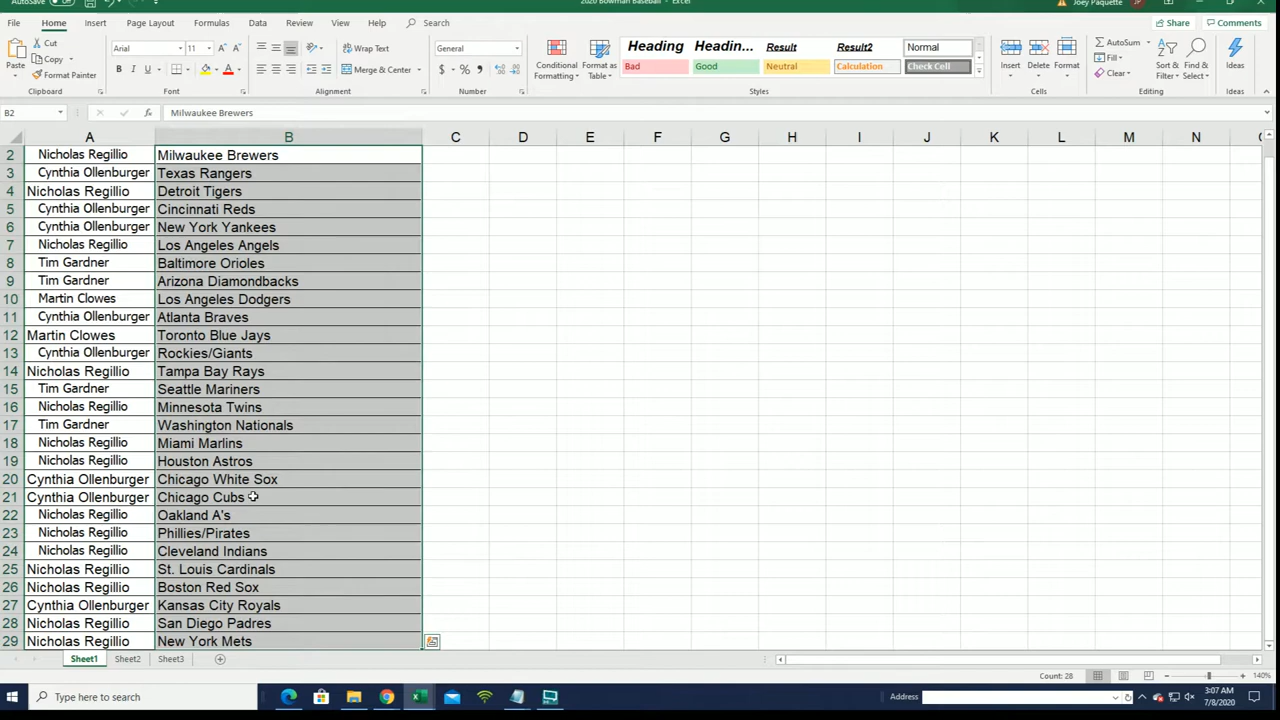 AutoSave Off 2020 Bowman Baseball - Excel Joey Paquette JP
File Home Insert Page Layout Formulas Data Review View Help Search Share Comments
Paste Cut Copy Format Painter Clipboard
Arial 11 A A B I U A Font
Wrap Text Merge & Center Alignment
General $ % Number
Conditional Formatting Format as Table
Heading Headin... Result Result2 Normal
Bad Good Neutral Calculation Check Cell
Styles
Insert Delete Format Cells
AutoSum Fill Clear Sort & Filter Find & Select Editing
Ideas Ideas
B2 fx Milwaukee Brewers
A B C D E F G H I J K L M N
2 Nicholas Regillio Milwaukee Brewers
3 Cynthia Ollenburger Texas Rangers
4 Nicholas Regillio Detroit Tigers
5 Cynthia Ollenburger Cincinnati Reds
6 Cynthia Ollenburger New York Yankees
7 Nicholas Regillio Los Angeles Angels
8 Tim Gardner Baltimore Orioles
9 Tim Gardner Arizona Diamondbacks
10 Martin Clowes Los Angeles Dodgers
11 Cynthia Ollenburger Atlanta Braves
12 Martin Clowes Toronto Blue Jays
13 Cynthia Ollenburger Rockies/Giants
14 Nicholas Regillio Tampa Bay Rays
15 Tim Gardner Seattle Mariners
16 Nicholas Regillio Minnesota Twins
17 Tim Gardner Washington Nationals
18 Nicholas Regillio Miami Marlins
19 Nicholas Regillio Houston Astros
20 Cynthia Ollenburger Chicago White Sox
21 Cynthia Ollenburger Chicago Cubs
22 Nicholas Regillio Oakland A's
23 Nicholas Regillio Phillies/Pirates
24 Nicholas Regillio Cleveland Indians
25 Nicholas Regillio St. Louis Cardinals
26 Nicholas Regillio Boston Red Sox
27 Cynthia Ollenburger Kansas City Royals
28 Nicholas Regillio San Diego Padres
29 Nicholas Regillio New York Mets
Sheet1 Sheet2 Sheet3
Count: 28 140%
Type here to search Address 3:07 AM
7/8/2020